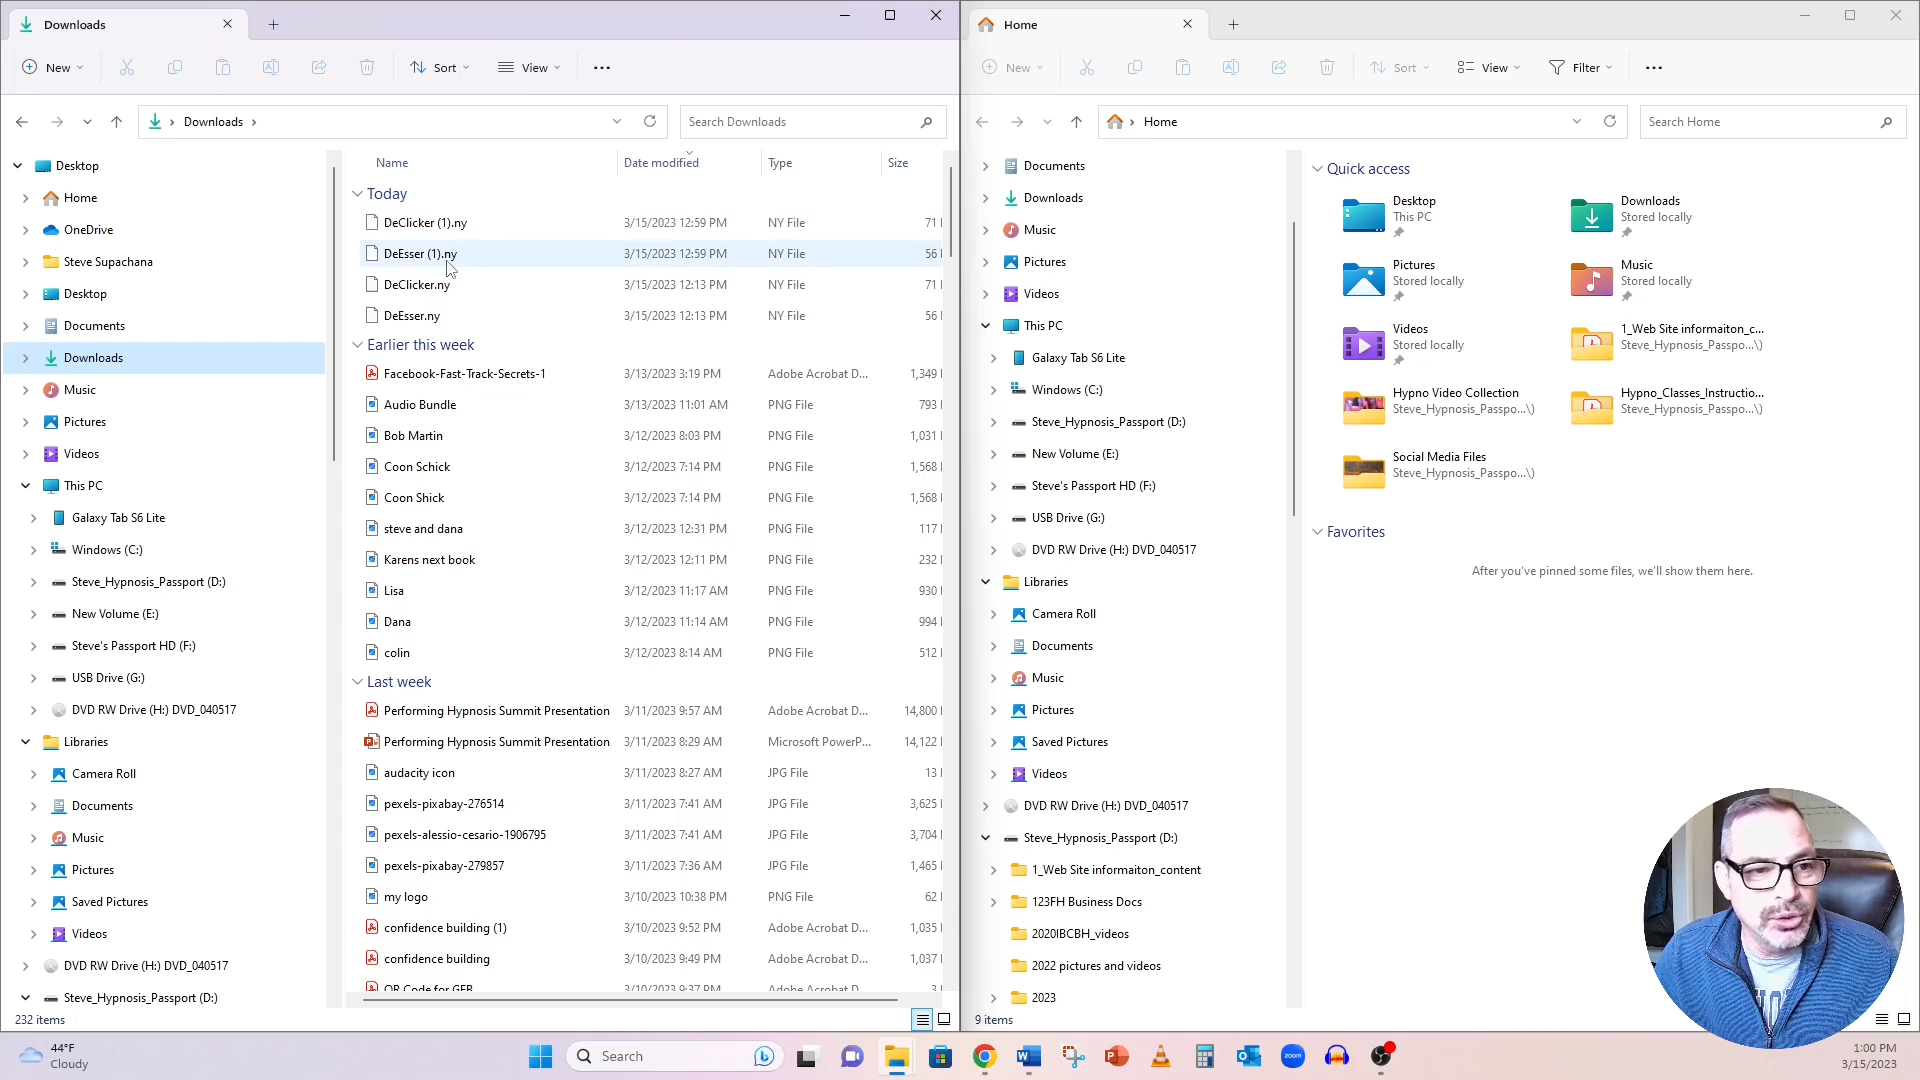 Downloads
Home
New
Sort
View
New
Sort
View
Filter
Downloads
Search Downloads
Home
Search Home
Desktop
Home
OneDrive
Steve Supachana
Desktop
Documents
Downloads
Music
Pictures
Videos
This PC
Galaxy Tab S6 Lite
Windows (C:)
Steve_Hypnosis_Passport (D:)
New Volume (E:)
Steve's Passport HD (F:)
USB Drive (G:)
DVD RW Drive (H:) DVD_040517
Libraries
Camera Roll
Documents
Music
Pictures
Saved Pictures
Videos
DVD RW Drive (H:) DVD_040517
Steve_Hypnosis_Passport (D:)
232 items
Name Date modified Type Size
Today
DeClicker (1).ny 3/15/2023 12:59 PM NY File 71
DeEsser (1).ny 3/15/2023 12:59 PM NY File 56
DeClicker.ny 3/15/2023 12:13 PM NY File 71
DeEsser.ny 3/15/2023 12:13 PM NY File 56
Earlier this week
Facebook-Fast-Track-Secrets-1 3/13/2023 3:19 PM Adobe Acrobat D... 1,349
Audio Bundle 3/13/2023 11:01 AM PNG File 793
Bob Martin 3/12/2023 8:03 PM PNG File 1,031
Coon Schick 3/12/2023 7:14 PM PNG File 1,568
Coon Shick 3/12/2023 7:14 PM PNG File 1,568
steve and dana 3/12/2023 12:31 PM PNG File 117
Karens next book 3/12/2023 12:11 PM PNG File 232
Lisa 3/12/2023 11:17 AM PNG File 930
Dana 3/12/2023 11:14 AM PNG File 994
colin 3/12/2023 8:14 AM PNG File 512
Last week
Performing Hypnosis Summit Presentation 3/11/2023 9:57 AM Adobe Acrobat D... 14,800
Performing Hypnosis Summit Presentation 3/11/2023 8:29 AM Microsoft PowerP... 14,122
audacity icon 3/11/2023 8:27 AM JPG File 13
pexels-pixabay-276514 3/11/2023 7:41 AM JPG File 3,625
pexels-alessio-cesario-1906795 3/11/2023 7:41 AM JPG File 3,704
pexels-pixabay-279857 3/11/2023 7:36 AM JPG File 1,465
my logo 3/10/2023 10:38 PM PNG File 62
confidence building (1) 3/10/2023 9:52 PM Adobe Acrobat D... 1,035
confidence building 3/10/2023 9:49 PM Adobe Acrobat D... 1,037
QR Code for GFB 3/10/2023 9:37 PM Adobe Acrobat D... 3
Documents
Downloads
Music
Pictures
Videos
This PC
Galaxy Tab S6 Lite
Windows (C:)
Steve_Hypnosis_Passport (D:)
New Volume (E:)
Steve's Passport HD (F:)
USB Drive (G:)
DVD RW Drive (H:) DVD_040517
Libraries
Camera Roll
Documents
Music
Pictures
Saved Pictures
Videos
DVD RW Drive (H:) DVD_040517
Steve_Hypnosis_Passport (D:)
1_Web Site informaiton_content
123FH Business Docs
2020IBCBH_videos
2022 pictures and videos
2023
9 items
Quick access
Desktop
This PC
Downloads
Stored locally
Pictures
Stored locally
Music
Stored locally
Videos
Stored locally
1_Web Site informaiton_c...
Steve_Hypnosis_Passpo...\)
Hypno Video Collection
Steve_Hypnosis_Passpo...\)
Hypno_Classes_Instructio...
Steve_Hypnosis_Passpo...\)
Social Media Files
Steve_Hypnosis_Passpo...\)
Favorites
After you've pinned some files, we'll show them here.
44°F
Cloudy
Search
zoom
1:00 PM
3/15/2023